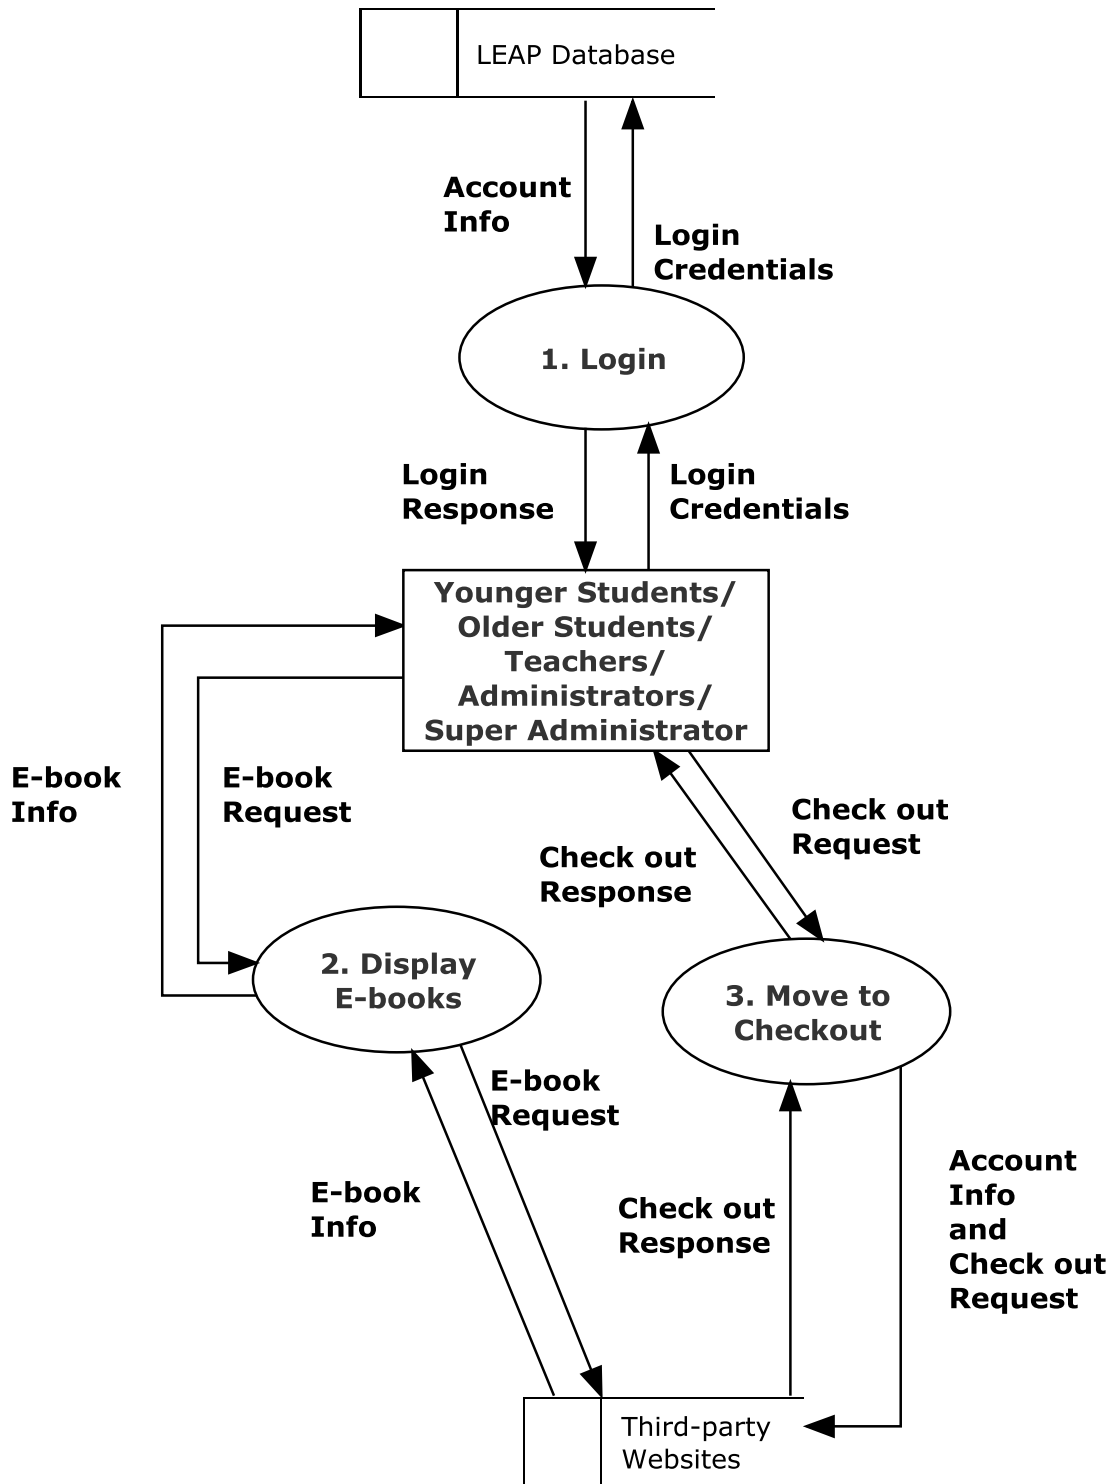 LEAP Database
Account
Info
Login
Credentials
1. Login
Login
Response
Login
Credentials
Younger Students/
Older Students/
Teachers/
Administrators/
Super Administrator
E-book
Info
E-book
Request
Check out
Request
Check out
Response
2. Display
E-books
3. Move to
Checkout
E-book
Request
E-book
Info
Check out
Response
Account
Info
and
Check out
Request
Third-party
Websites